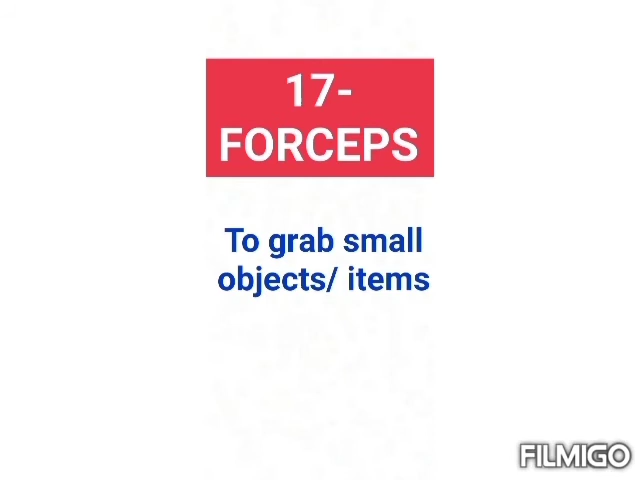 17-
FORCEPS
To grab small
objects/ items
FILMIGO